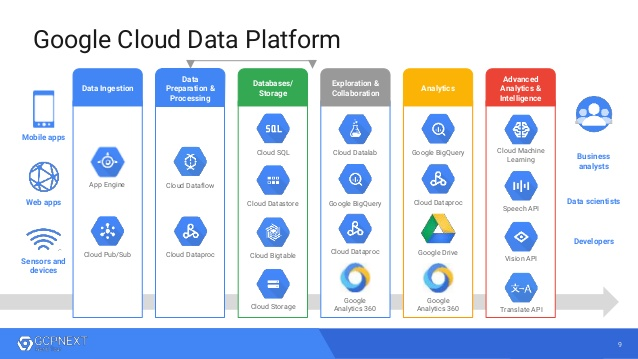 Google Cloud Data Platform
Mobile apps
Web apps
Sensors and
devices
Data Ingestion
App Engine
Cloud Pub/Sub
Data
Preparation &
Processing
Cloud Dataflow
Cloud Dataproc
Databases/
Storage
SQL
Cloud SQL
Cloud Datastore
Cloud Bigtable
Cloud Storage
Exploration &
Collaboration
Cloud Datalab
Google BigQuery
Cloud Dataproc
Google
Analytics 360
Analytics
Google BigQuery
Cloud Dataproc
Google Drive
Google
Analytics 360
Advanced
Analytics &
Intelligence
Cloud Machine
Learning
Speech API
Vision API
Translate API
Business
analysts
Data scientists
Developers
GCPNEXT
9